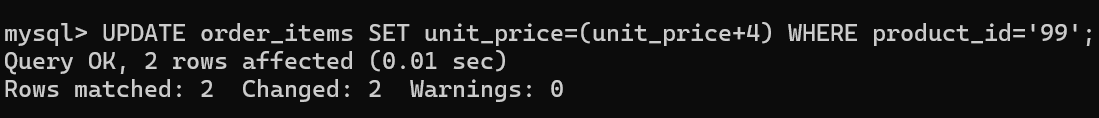 mysql> UPDATE order_items SET unit_price=(unit_price+4) WHERE product_id='99';
Query OK, 2 rows affected (0.01 sec)
Rows matched: 2  Changed: 2  Warnings: 0